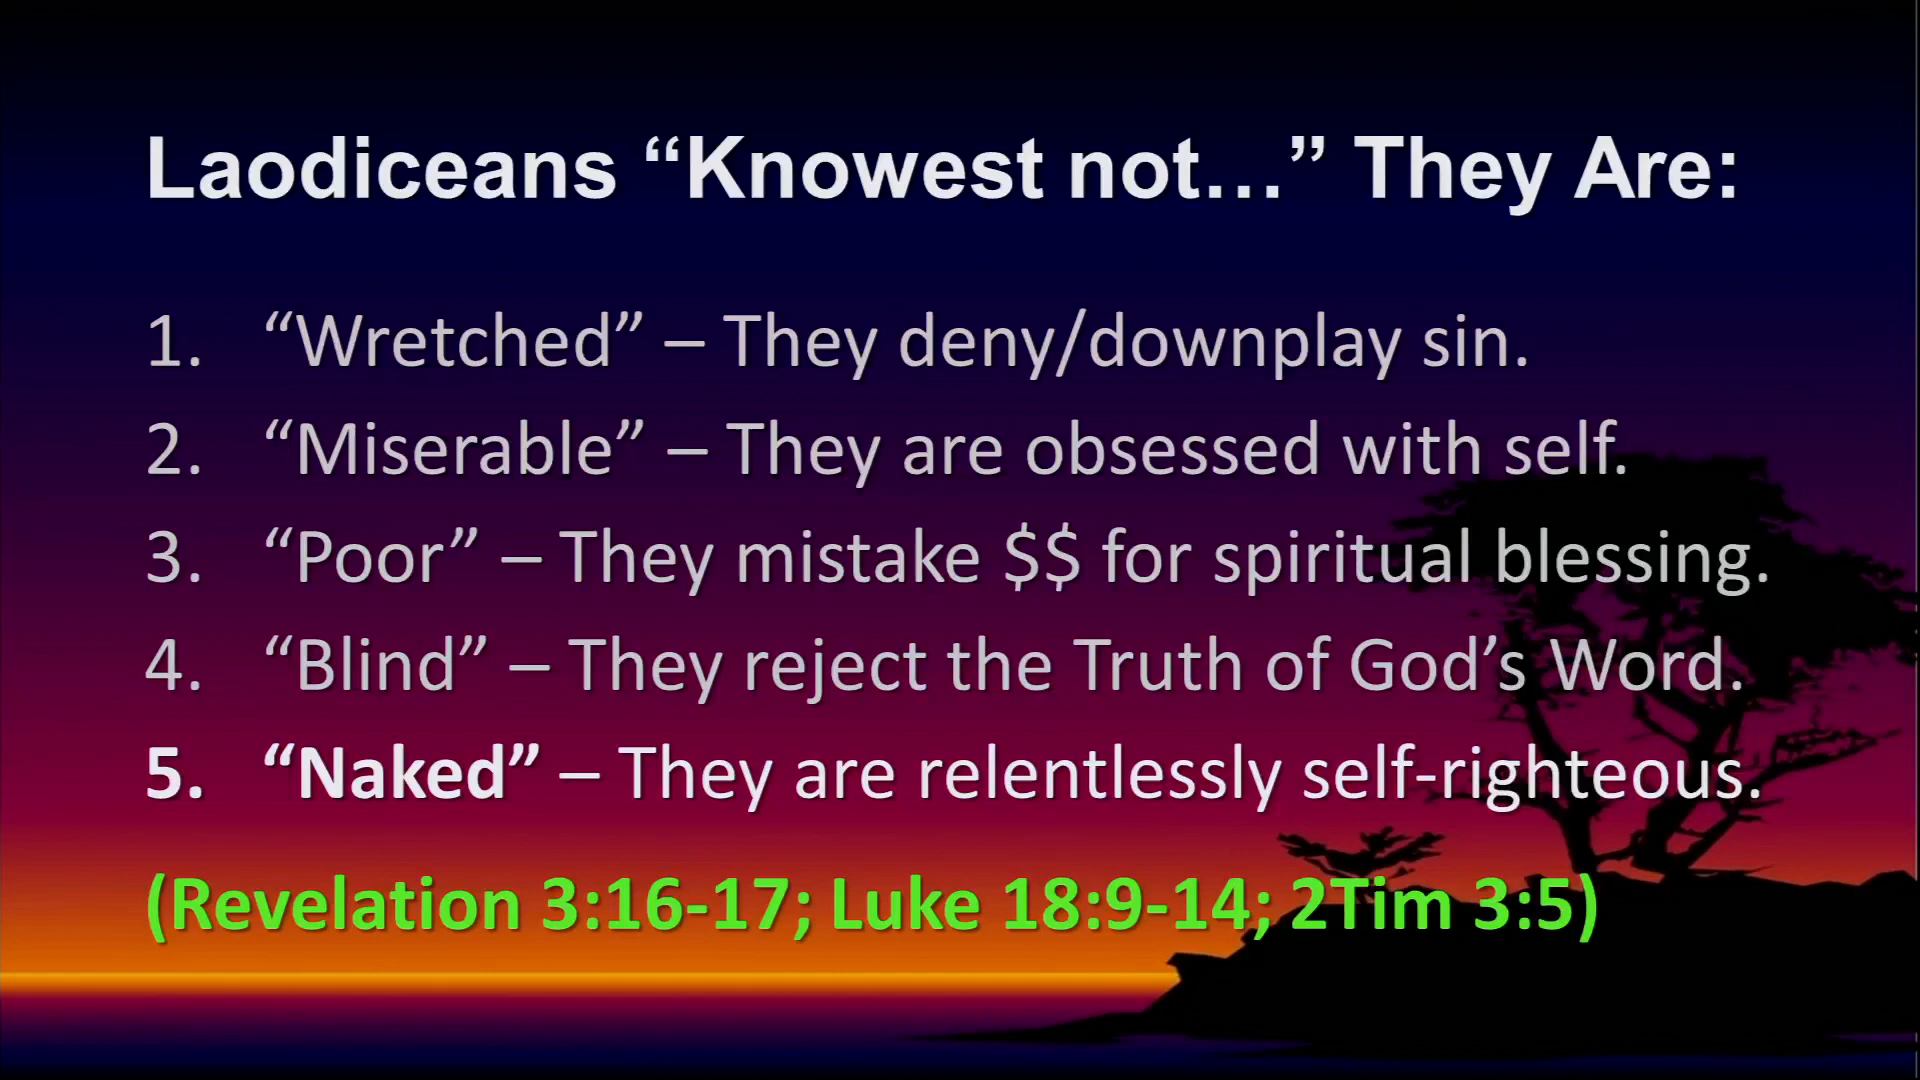 Laodiceans “Knowest not…” They Are:
1. “Wretched” – They deny/downplay sin.
2. “Miserable” – They are obsessed with self.
3. “Poor” – They mistake $$ for spiritual blessing.
4. “Blind” – They reject the Truth of God’s Word.
5. “Naked” – They are relentlessly self-righteous.
(Revelation 3:16-17; Luke 18:9-14; 2Tim 3:5)